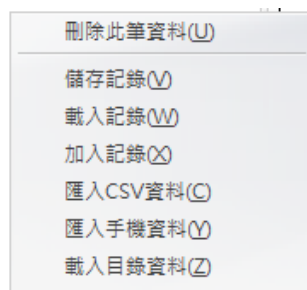 刪除此筆資料(U)
儲存記錄(V)
載入記錄(W)
加入記錄(X)
匯入CSV資料(C)
匯入手機資料(Y)
載入目錄資料(Z)